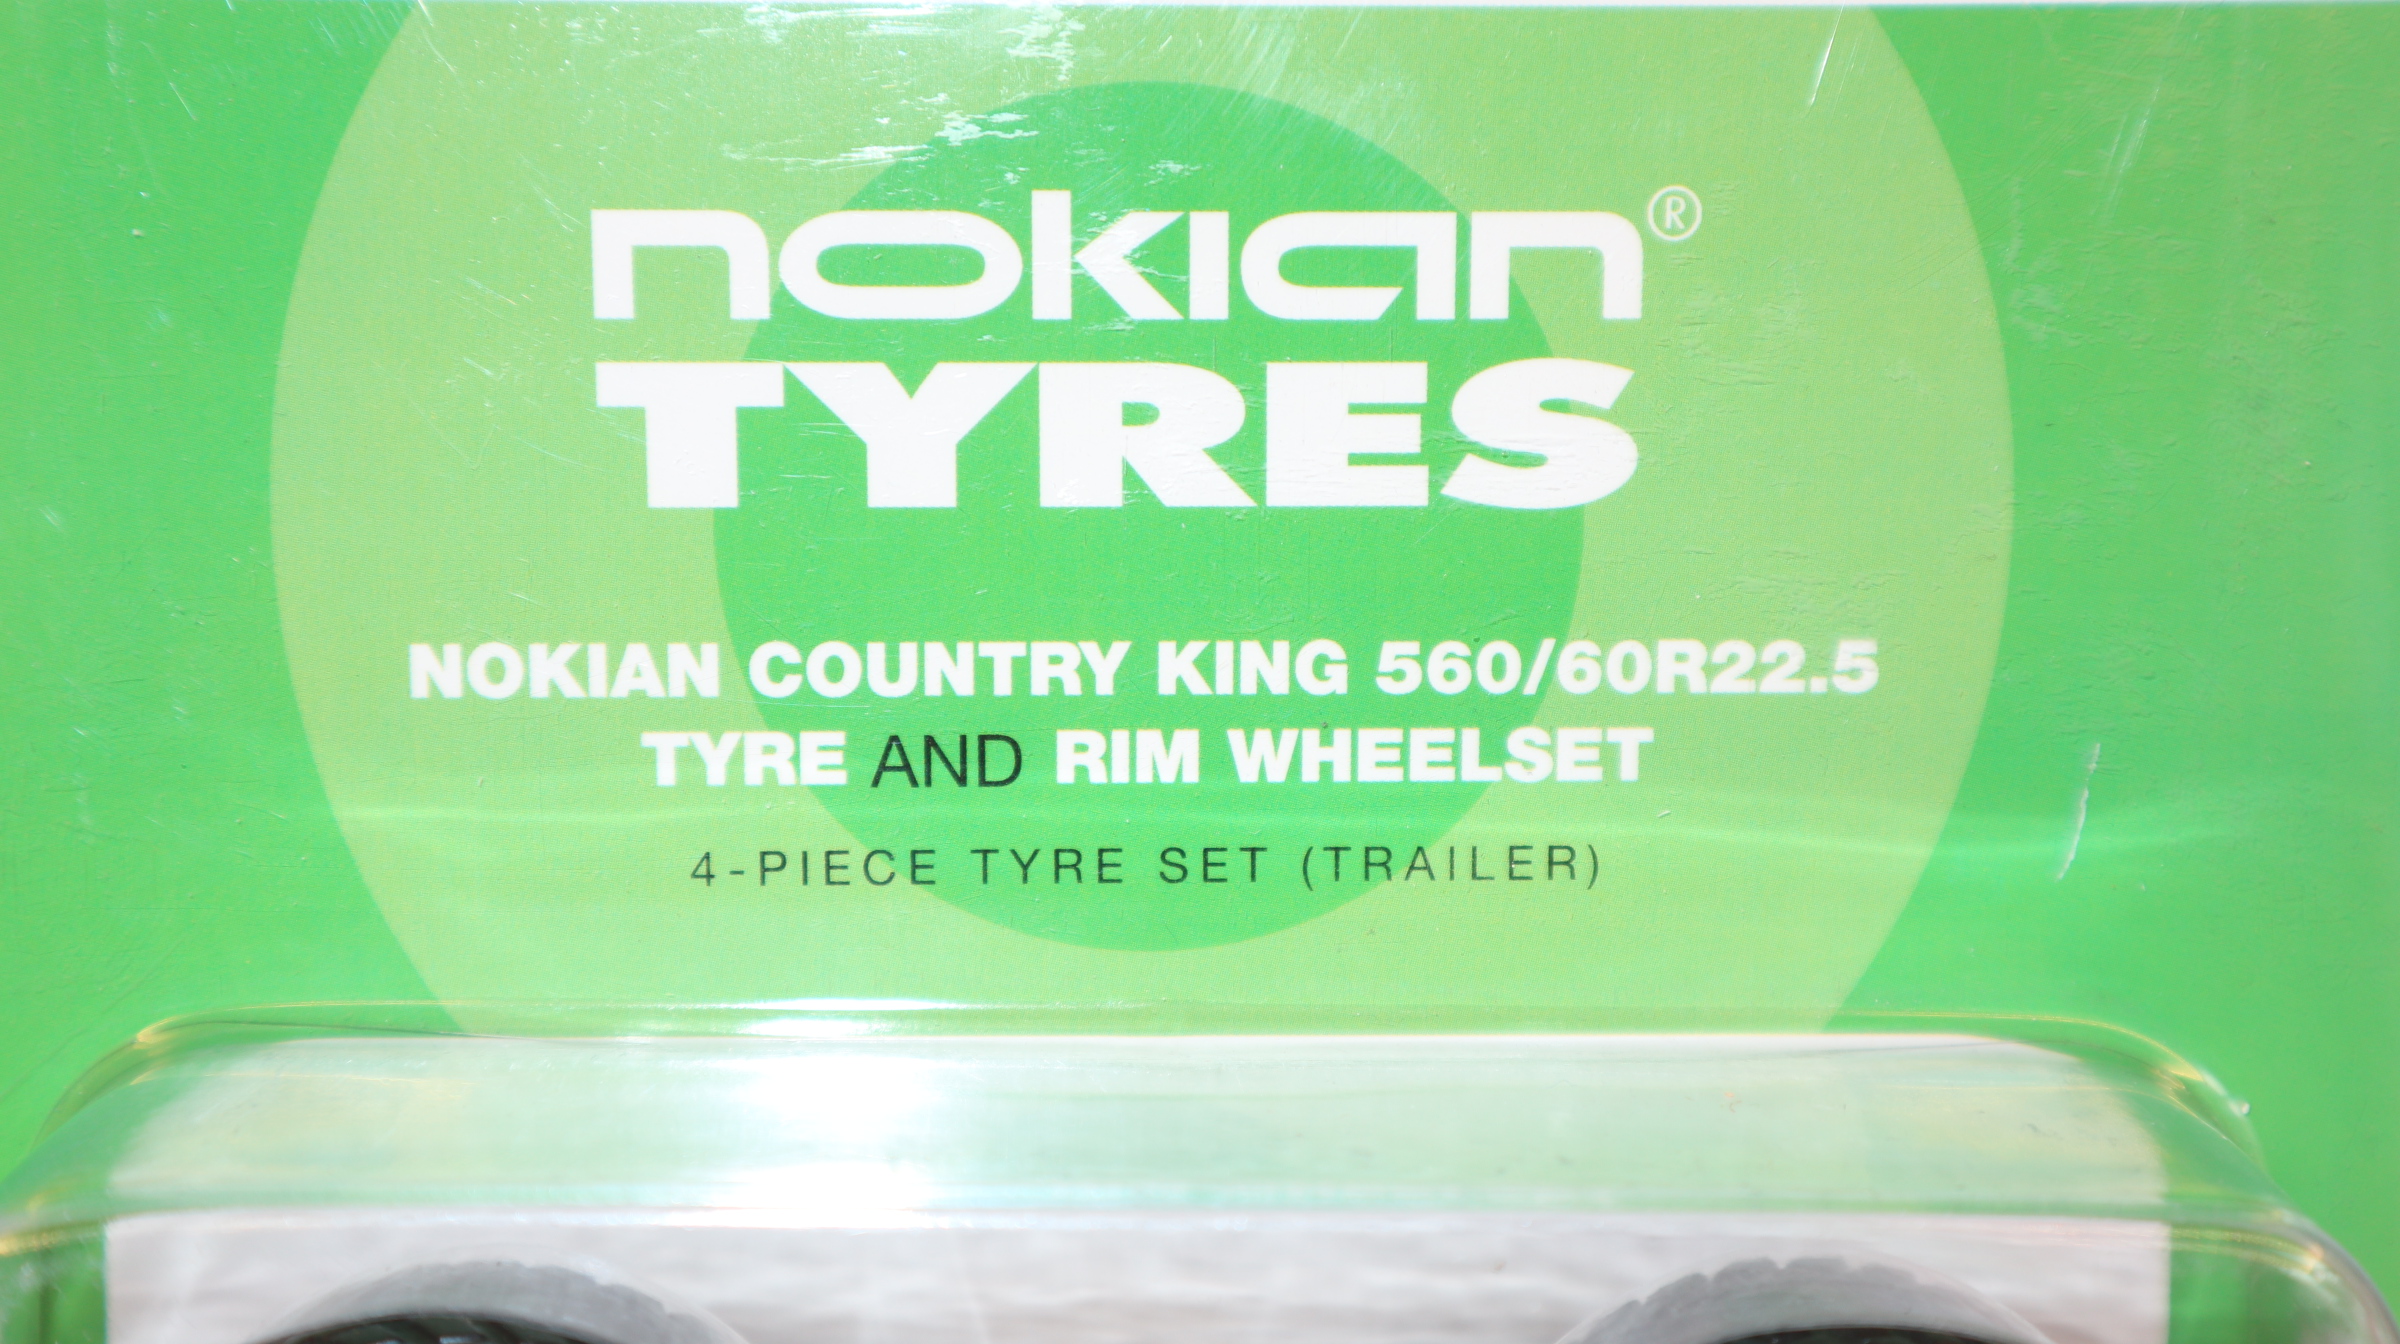 nokian®
TYRES
NOKIAN COUNTRY KING 560/60R22.5
TYRE AND RIM WHEELSET
4-PIECE TYRE SET (TRAILER)